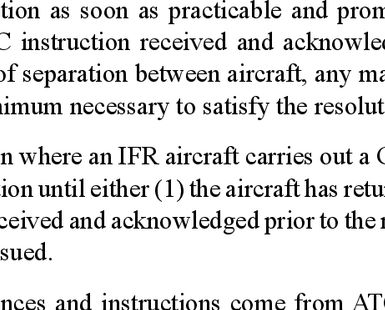 tion as soon as practicable and prom
C instruction received and acknowled
of separation between aircraft, any ma
nimum necessary to satisfy the resolut
n where an IFR aircraft carries out a
tion until either (1) the aircraft has retu
ceived and acknowledged prior to the
sued.
nces and instructions come from ATC